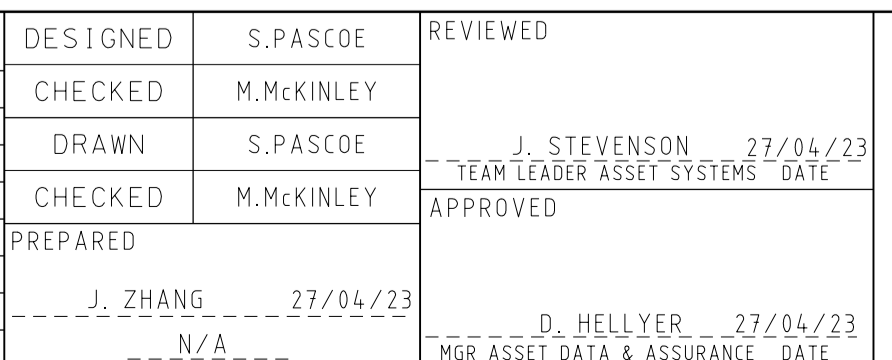 DESIGNED S.PASCOE
CHECKED M.McKINLEY
DRAWN S.PASCOE
CHECKED M.McKINLEY
PREPARED
J. ZHANG 27/04/23
N/A
REVIEWED
J. STEVENSON 27/04/23
TEAM LEADER ASSET SYSTEMS DATE
APPROVED
D. HELLYER 27/04/23
MGR ASSET DATA & ASSURANCE DATE